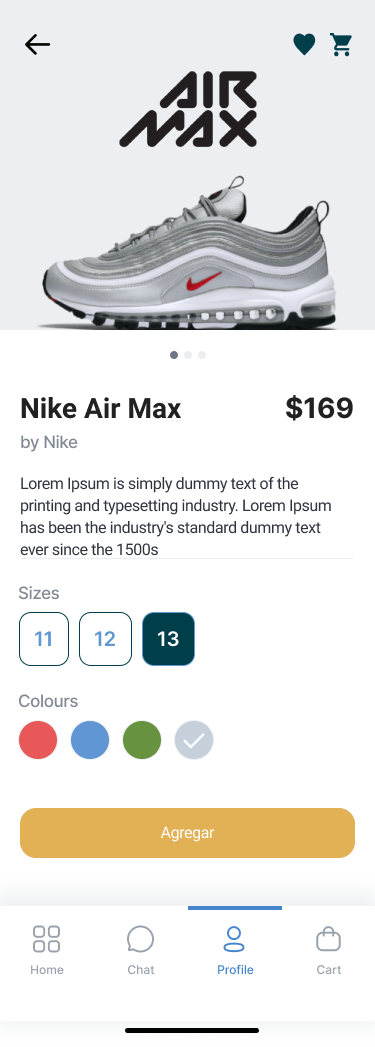 AIR
MAX
Nike Air Max
$169
by Nike
Lorem Ipsum is simply dummy text of the
printing and typesetting industry. Lorem Ipsum
has been the industry's standard dummy text
ever since the 1500s
Sizes
11 12 13
Colours
Agregar
Home Chat Profile Cart